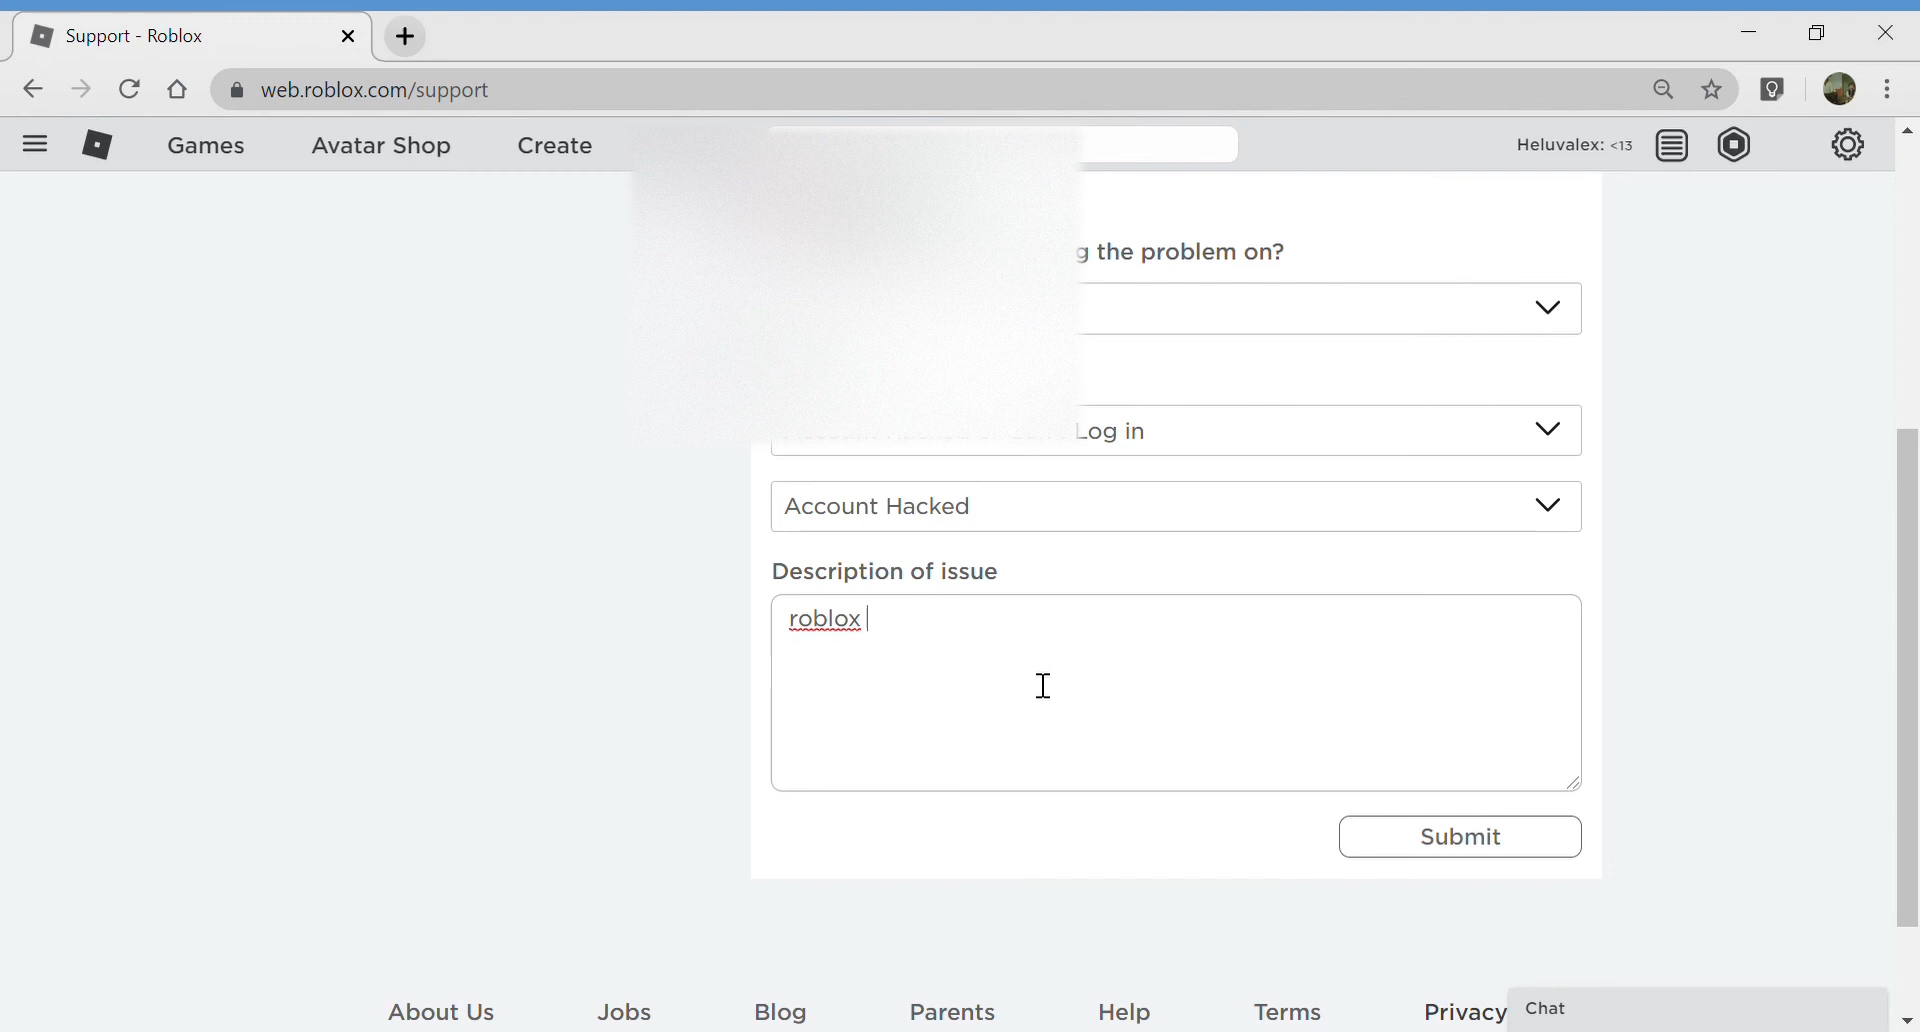 Support - Roblox
web.roblox.com/support
Games Avatar Shop Create Heluvalex: <13
g the problem on?
Log in
Account Hacked
Description of issue
roblox
Submit
About Us Jobs Blog Parents Help Terms Privacy Chat